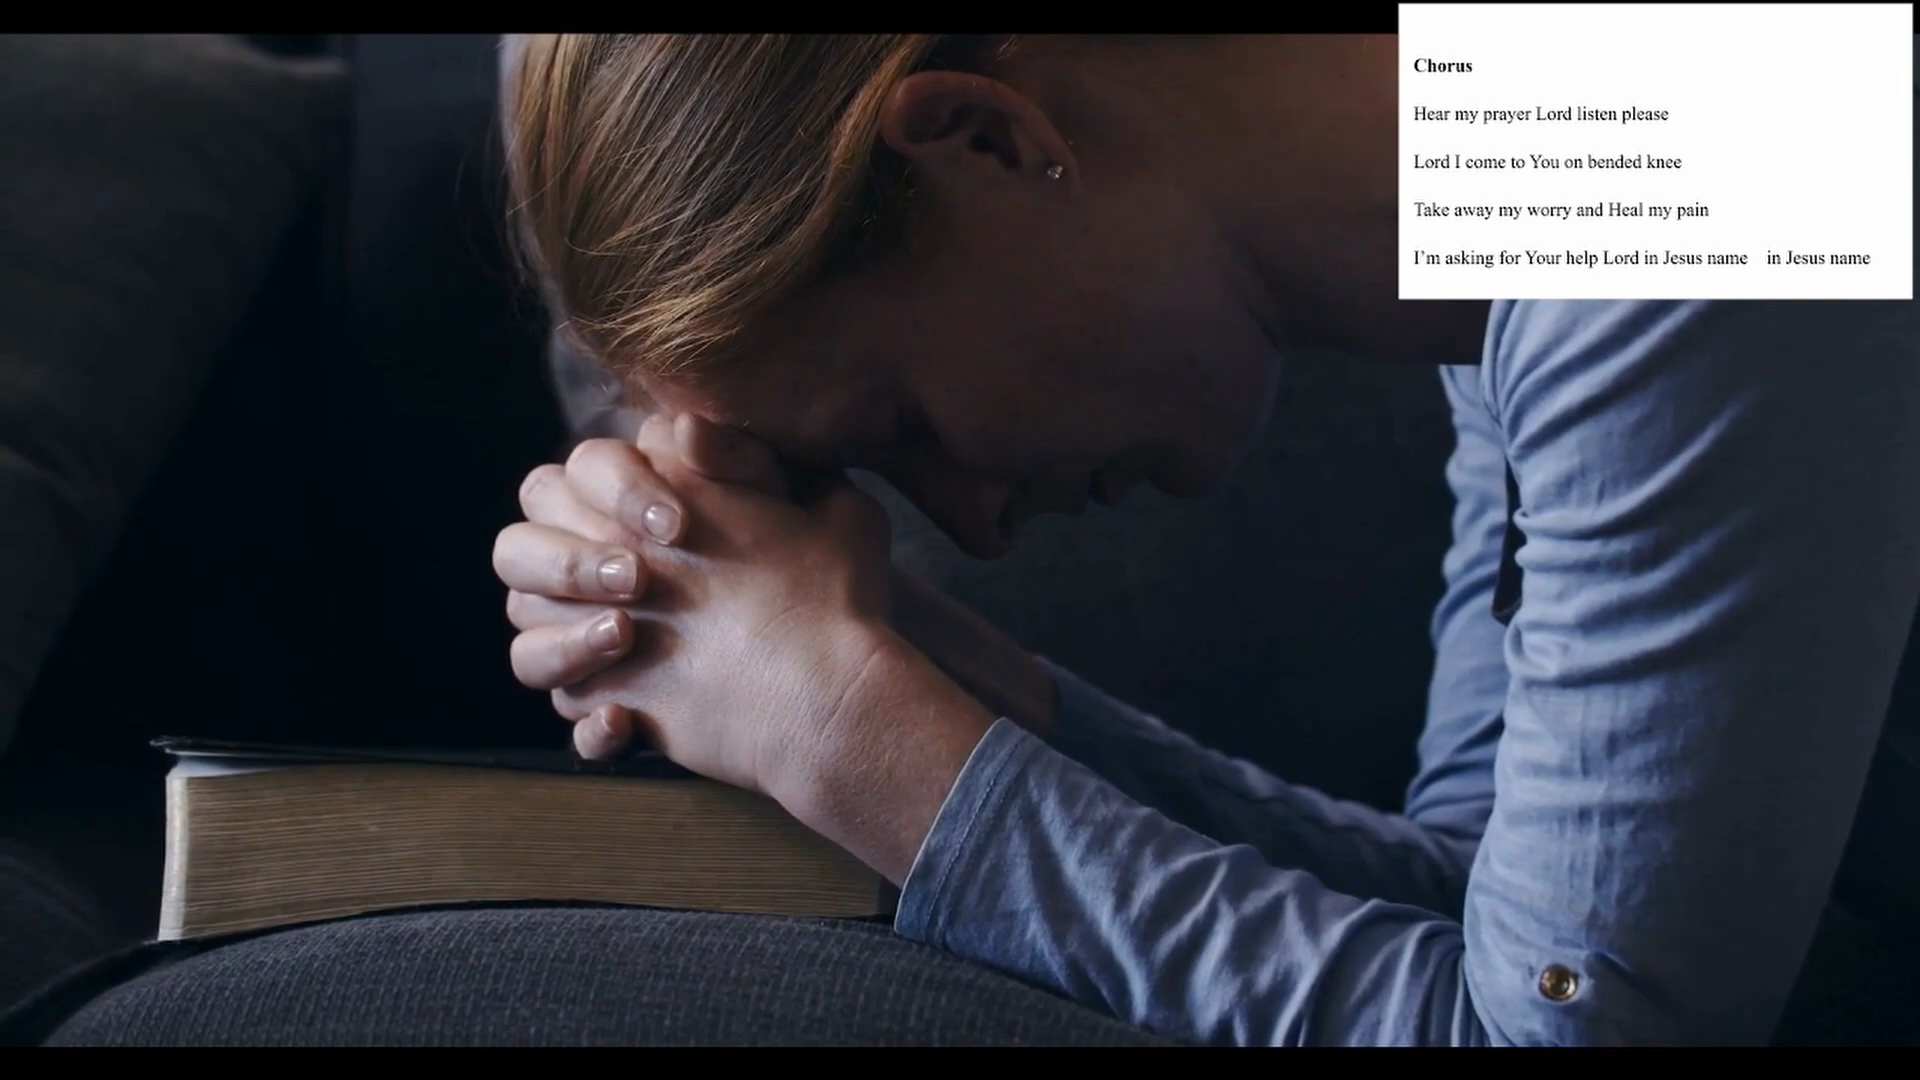 Chorus
Hear my prayer Lord listen please
Lord I come to You on bended knee
Take away my worry and Heal my pain
I’m asking for Your help Lord in Jesus name    in Jesus name